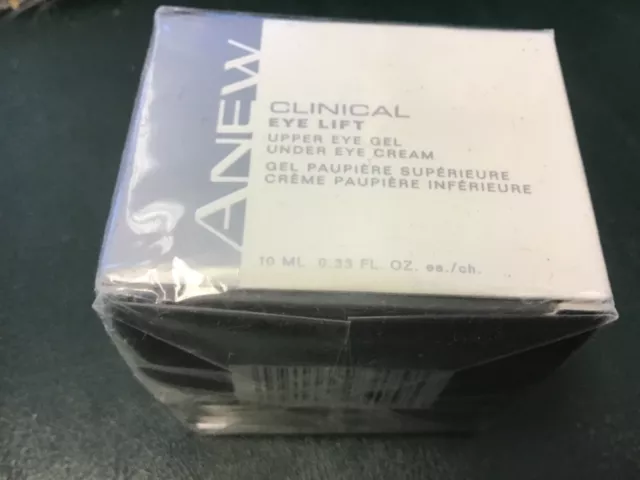 ANEW
CLINICAL
EYE LIFT
UPPER EYE GEL
UNDER EYE CREAM
GEL PAUPIÈRE SUPÉRIEURE
CRÈME PAUPIÈRE INFÉRIEURE
10 ML 0.33 FL. OZ. ea./ch.